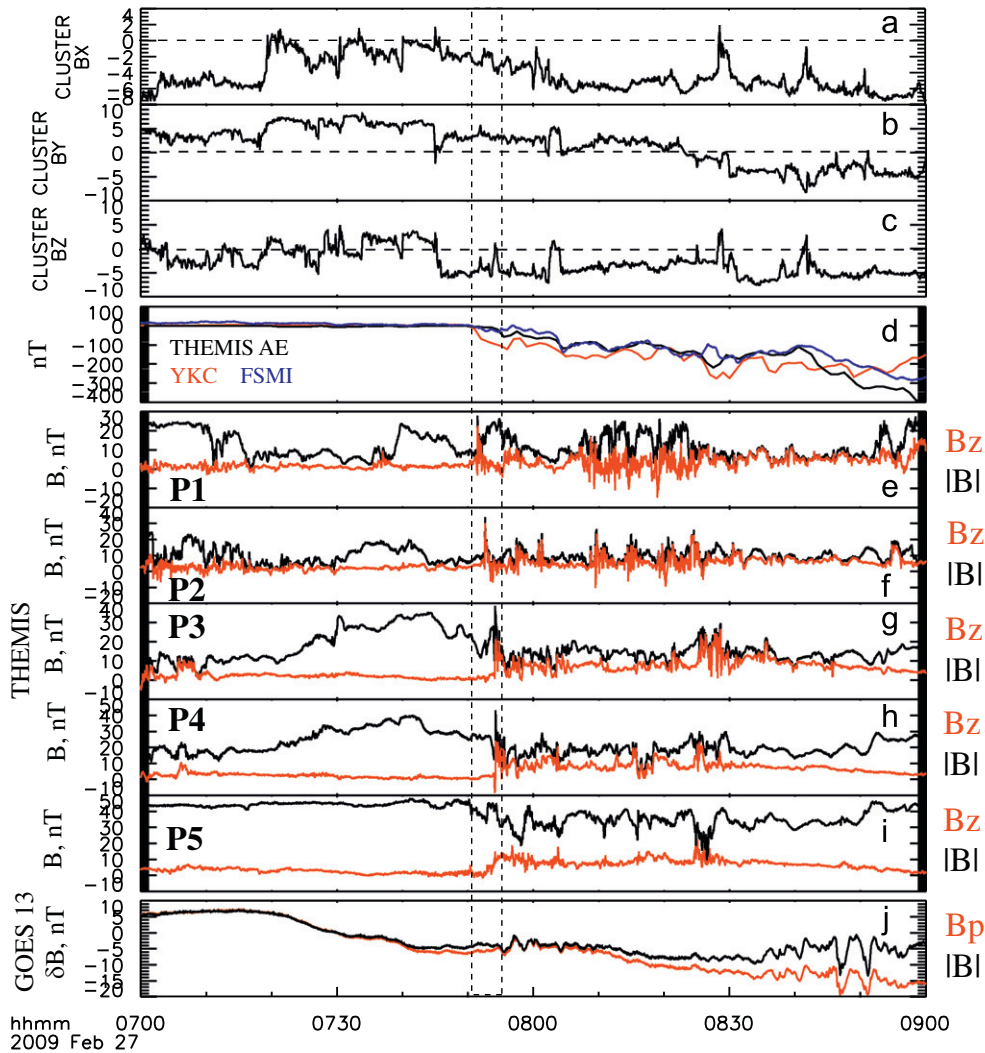 CLUSTER BX
4
2
0
−2
−4
−6
−8
a
CLUSTER BY
10
5
0
−5
−10
b
CLUSTER BZ
10
5
0
−5
−10
c
nT
100
0
−100
−200
−300
−400
THEMIS AE
YKC FSMI
d
THEMIS
B, nT
30
20
10
0
−10
−20
P1
e
Bz
|B|
B, nT
40
30
20
10
0
−10
−20
P2
f
Bz
|B|
B, nT
40
30
20
10
0
−10
P3
g
Bz
|B|
B, nT
50
40
30
20
10
0
−10
P4
h
Bz
|B|
B, nT
50
40
30
20
10
0
−10
P5
i
Bz
|B|
GOES 13
δB, nT
10
5
0
−5
−10
−15
−20
j
Bp
|B|
hhmm 0700 0730 0800 0830 0900
2009 Feb 27